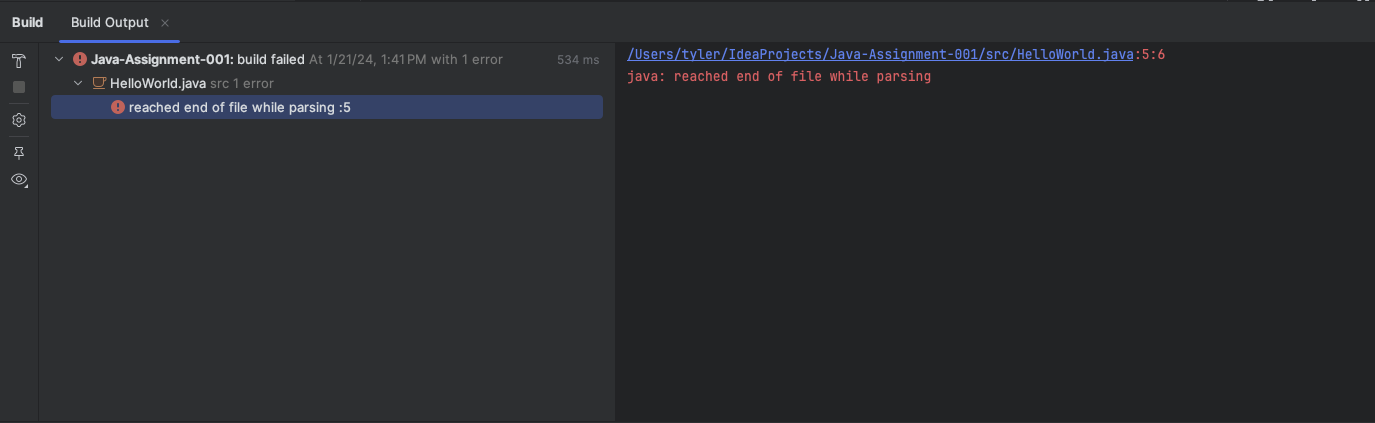 Build Build Output
Java-Assignment-001: build failed At 1/21/24, 1:41 PM with 1 error 534 ms
HelloWorld.java src 1 error
reached end of file while parsing :5
/Users/tyler/IdeaProjects/Java-Assignment-001/src/HelloWorld.java:5:6
java: reached end of file while parsing